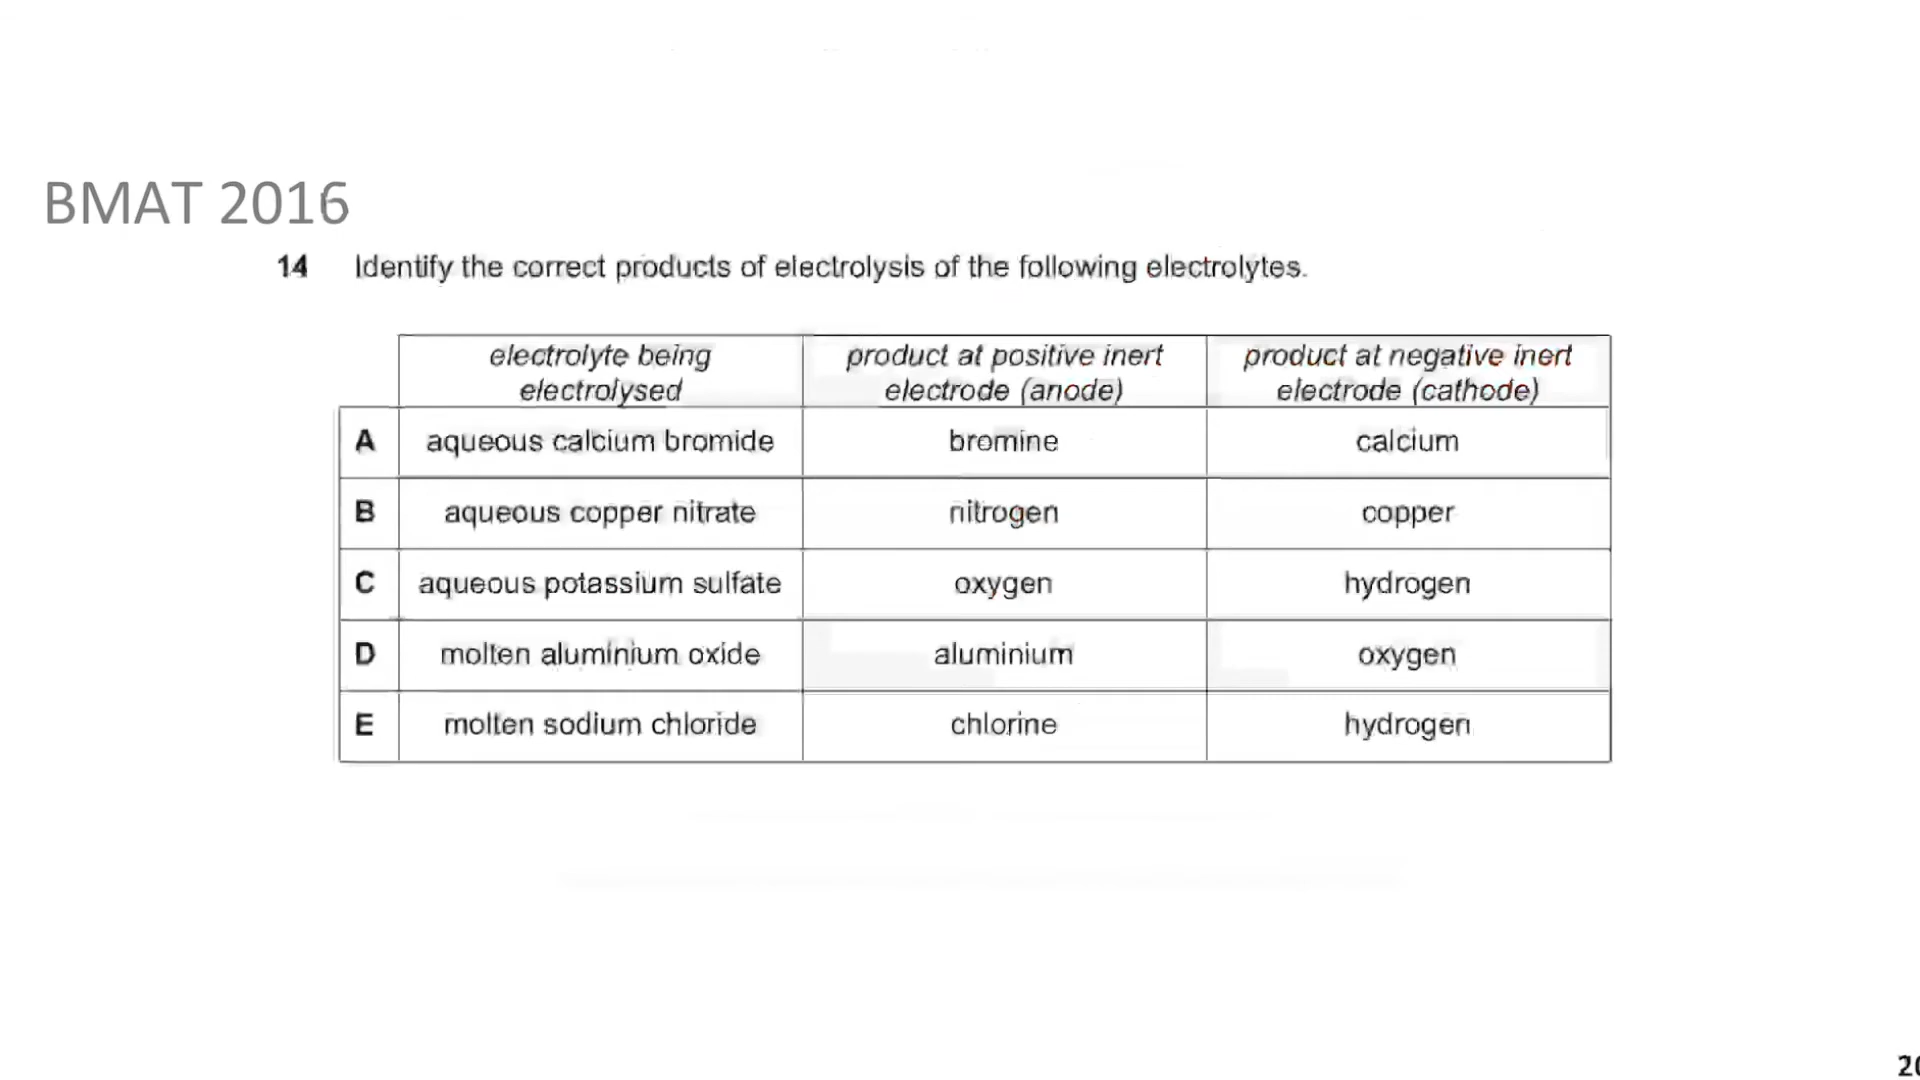 BMAT 2016
14 Identify the correct products of electrolysis of the following electrolytes.
electrolyte being electrolysed product at positive inert electrode (anode) product at negative inert electrode (cathode)
A aqueous calcium bromide bromine calcium
B aqueous copper nitrate nitrogen copper
C aqueous potassium sulfate oxygen hydrogen
D molten aluminium oxide aluminium oxygen
E molten sodium chloride chlorine hydrogen